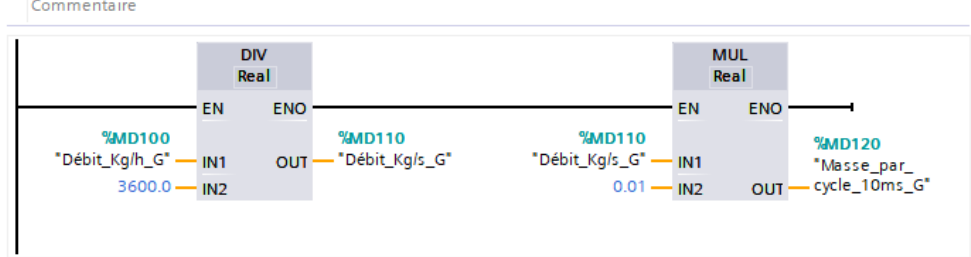 Commentaire
DIV
Real
EN ENO
%MD100
"Débit_Kg/h_G" IN1
3600.0 IN2
%MD110
OUT "Débit_Kg/s_G"
MUL
Real
EN ENO
%MD110
"Débit_Kg/s_G" IN1
0.01 IN2
%MD120
"Masse_par_
OUT cycle_10ms_G"